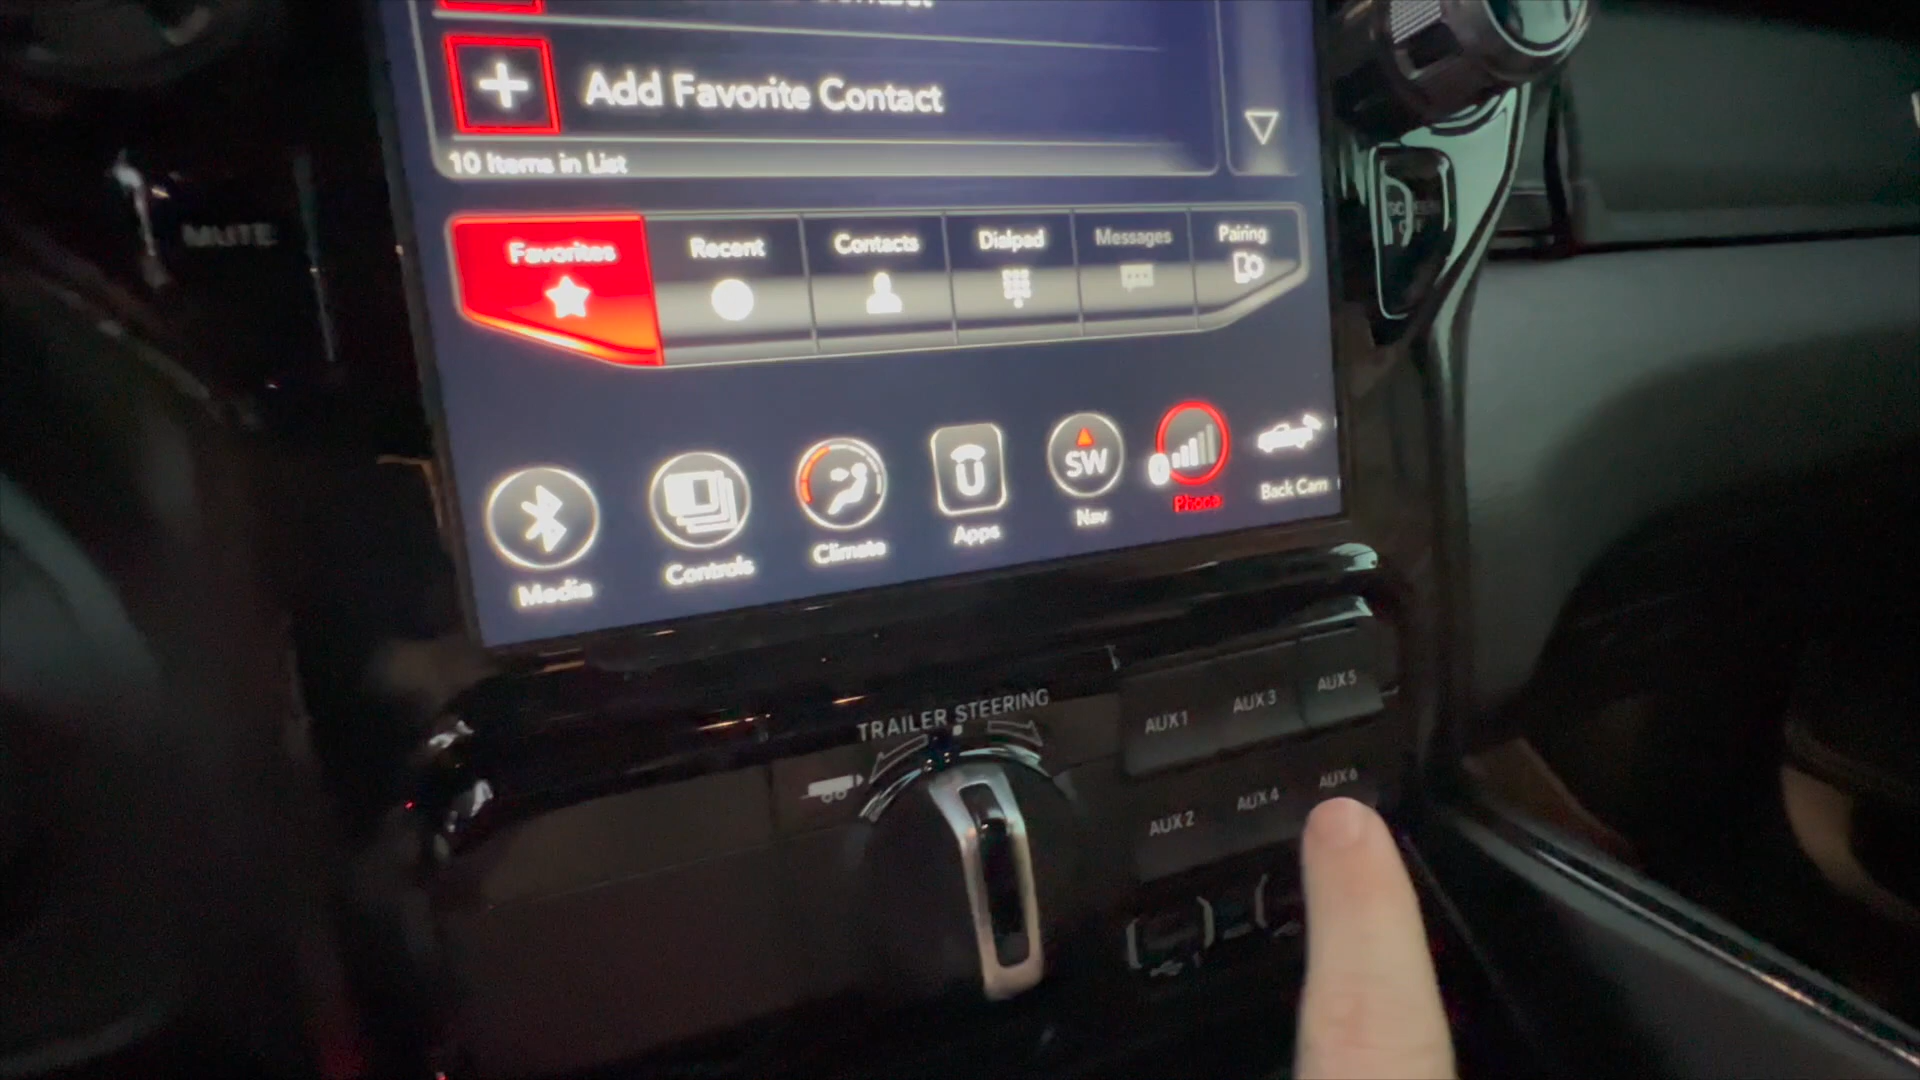 Add Favorite Contact
10 Items in List
MUTE
Favorites
Recent
Contacts
Dialpad
Messages
Pairing
SW
Media
Controls
Climate
Apps
Nav
Phone
Back Cam
TRAILER STEERING
AUX 1
AUX 3
AUX 5
AUX 2
AUX 4
AUX 6